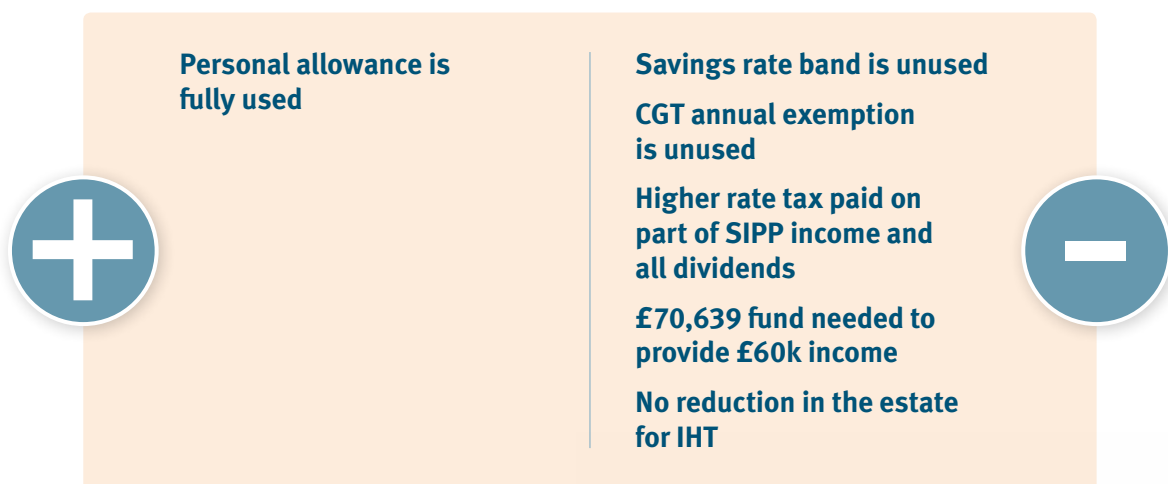 Personal allowance is
fully used
Savings rate band is unused
CGT annual exemption
is unused
Higher rate tax paid on
part of SIPP income and
all dividends
£70,639 fund needed to
provide £60k income
No reduction in the estate
for IHT